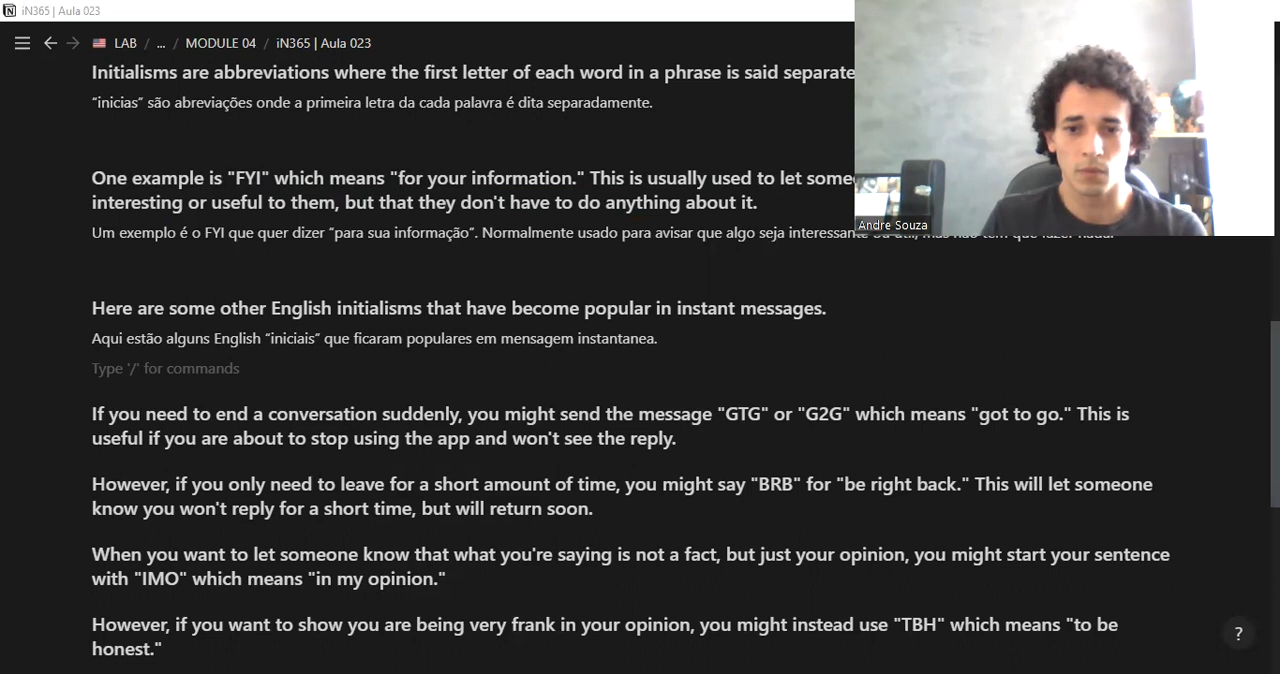 iN365 | Aula 023
LAB / ... / MODULE 04 / iN365 | Aula 023
Initialisms are abbreviations where the first letter of each word in a phrase is said
“inicias” são abreviações onde a primeira letra da cada palavra é dita separadamente.
One example is "FYI" which means "for your information." This is usually used to let
interesting or useful to them, but that they don't have to do anything about it.
Um exemplo é o FYI que quer dizer “para sua informação”. Normalmente usado para avisar que algo seja
Andre Souza
Here are some other English initialisms that have become popular in instant messages.
Aqui estão alguns English “iniciais” que ficaram populares em mensagem instantanea.
Type '/' for commands
If you need to end a conversation suddenly, you might send the message "GTG" or "G2G" which means "got to go." This is
useful if you are about to stop using the app and won't see the reply.
However, if you only need to leave for a short amount of time, you might say "BRB" for "be right back." This will let someone
know you won't reply for a short time, but will return soon.
When you want to let someone know that what you're saying is not a fact, but just your opinion, you might start your sentence
with "IMO" which means "in my opinion."
However, if you want to show you are being very frank in your opinion, you might instead use "TBH" which means "to be
honest."
?